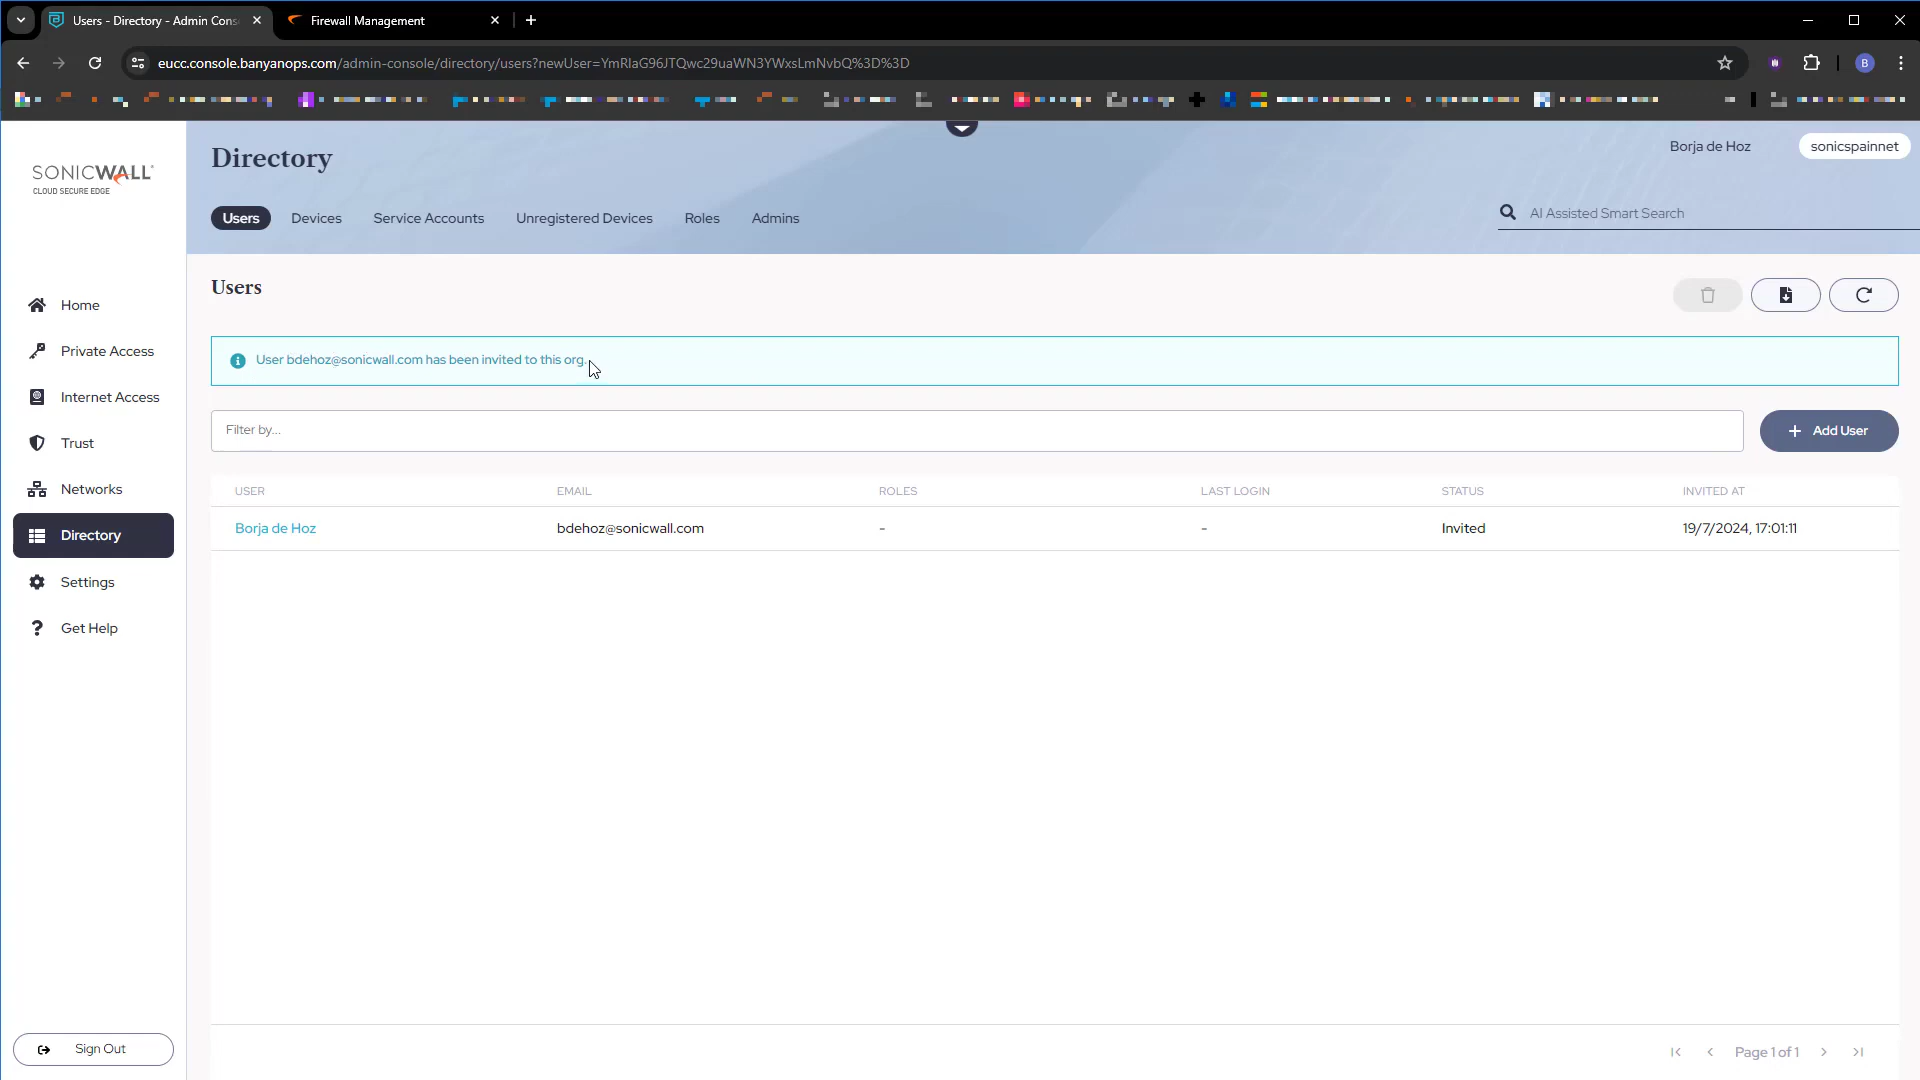 Users - Directory - Admin Cons
Firewall Management
eucc.console.banyanops.com/admin-console/directory/users?newUser=YmRlaG96JTQwc29uaWN3YWxsLmNvbQ%3D%3D
B
SONICWALL
CLOUD SECURE EDGE
Directory
Borja de Hoz
sonicspainnet
Users
Devices
Service Accounts
Unregistered Devices
Roles
Admins
AI Assisted Smart Search
Home
Private Access
Internet Access
Trust
Networks
Directory
Settings
Get Help
Sign Out
Users
User bdehoz@sonicwall.com has been invited to this org.
Filter by...
+ Add User
USER EMAIL ROLES LAST LOGIN STATUS INVITED AT
Borja de Hoz bdehoz@sonicwall.com - - Invited 19/7/2024, 17:01:11
Page 1 of 1